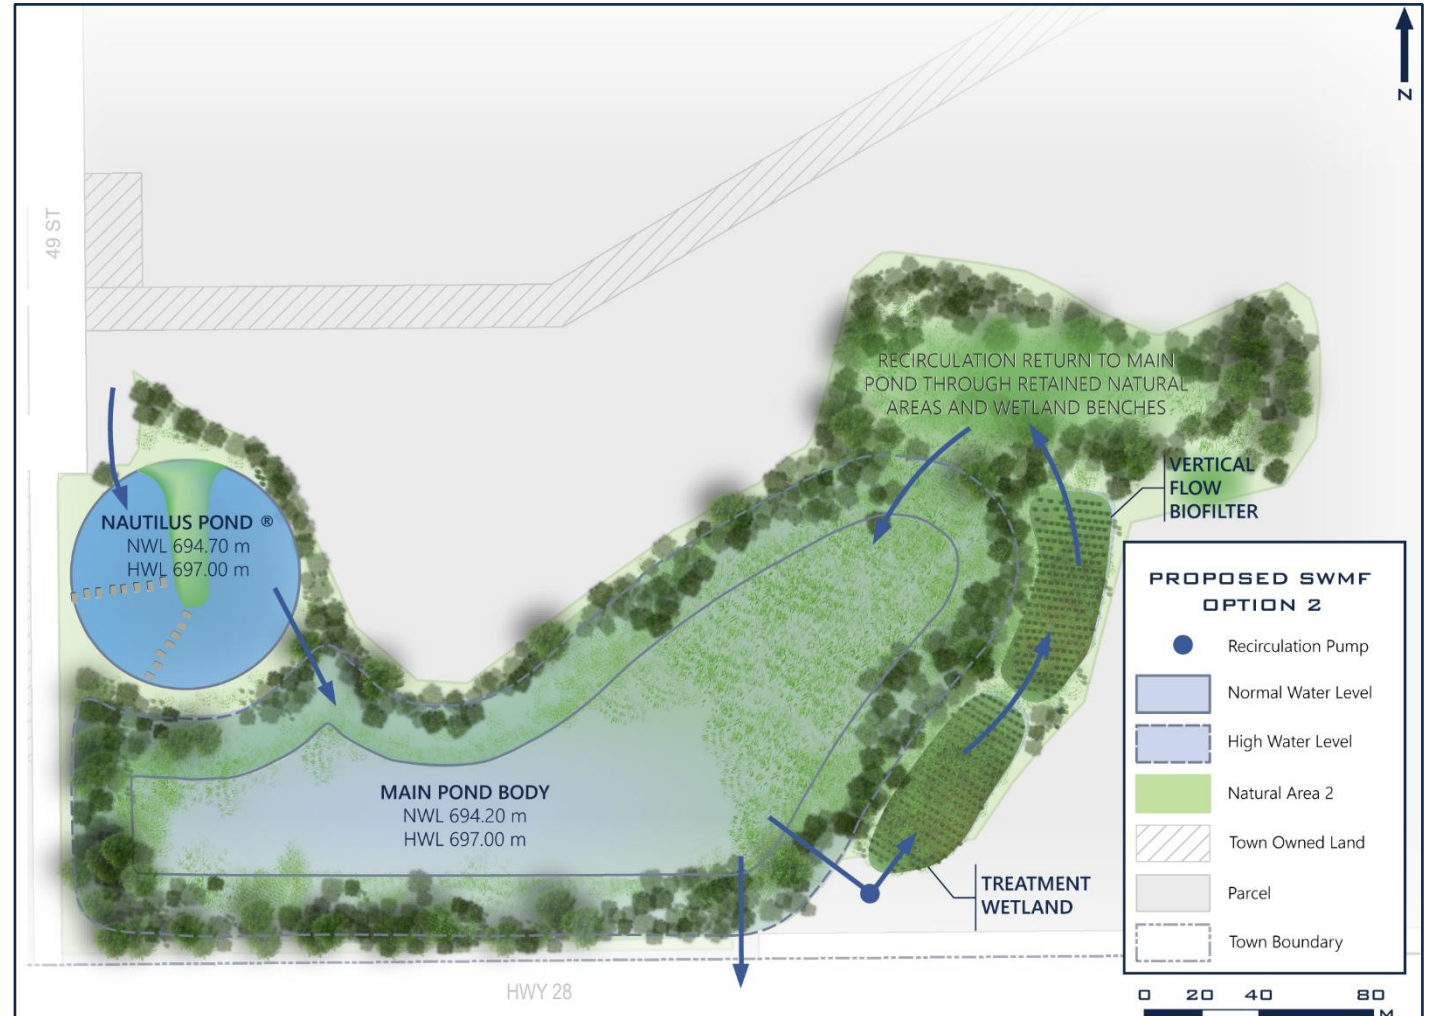 N
49 ST
RECIRCULATION RETURN TO MAIN
POND THROUGH RETAINED NATURAL
AREAS AND WETLAND BENCHES
VERTICAL
FLOW
BIOFILTER
NAUTILUS POND ®
NWL 694.70 m
HWL 697.00 m
MAIN POND BODY
NWL 694.20 m
HWL 697.00 m
TREATMENT
WETLAND
HWY 28
PROPOSED SWMF
OPTION 2
Recirculation Pump
Normal Water Level
High Water Level
Natural Area 2
Town Owned Land
Parcel
Town Boundary
0 20 40 80
M